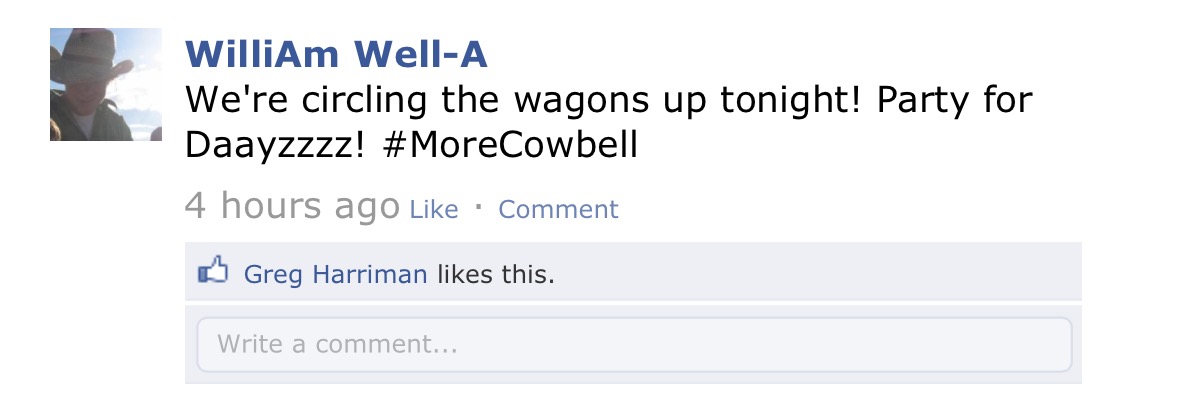 WilliAm Well-A
We're circling the wagons up tonight! Party for
Daayzzzz! #MoreCowbell
4 hours ago Like · Comment
Greg Harriman likes this.
Write a comment...